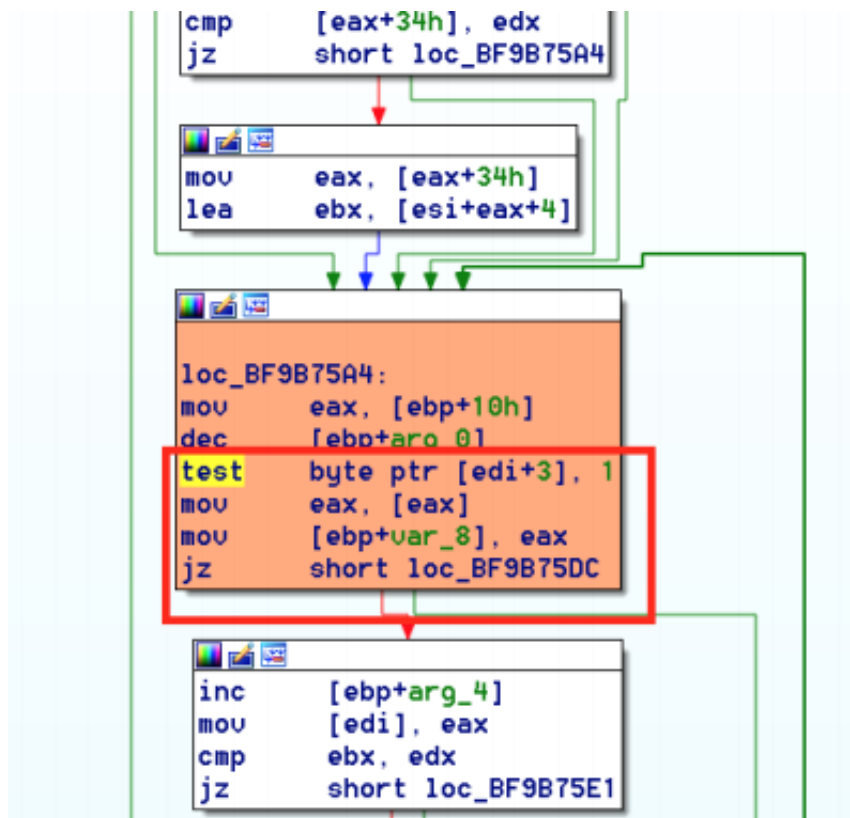 cmp [eax+34h], edx
jz short loc_BF9B75A4
mov eax, [eax+34h]
lea ebx, [esi+eax+4]
loc_BF9B75A4:
mov eax, [ebp+10h]
dec [ebp+arg_0]
test byte ptr [edi+3], 1
mov eax, [eax]
mov [ebp+var_8], eax
jz short loc_BF9B75DC
inc [ebp+arg_4]
mov [edi], eax
cmp ebx, edx
jz short loc_BF9B75E1